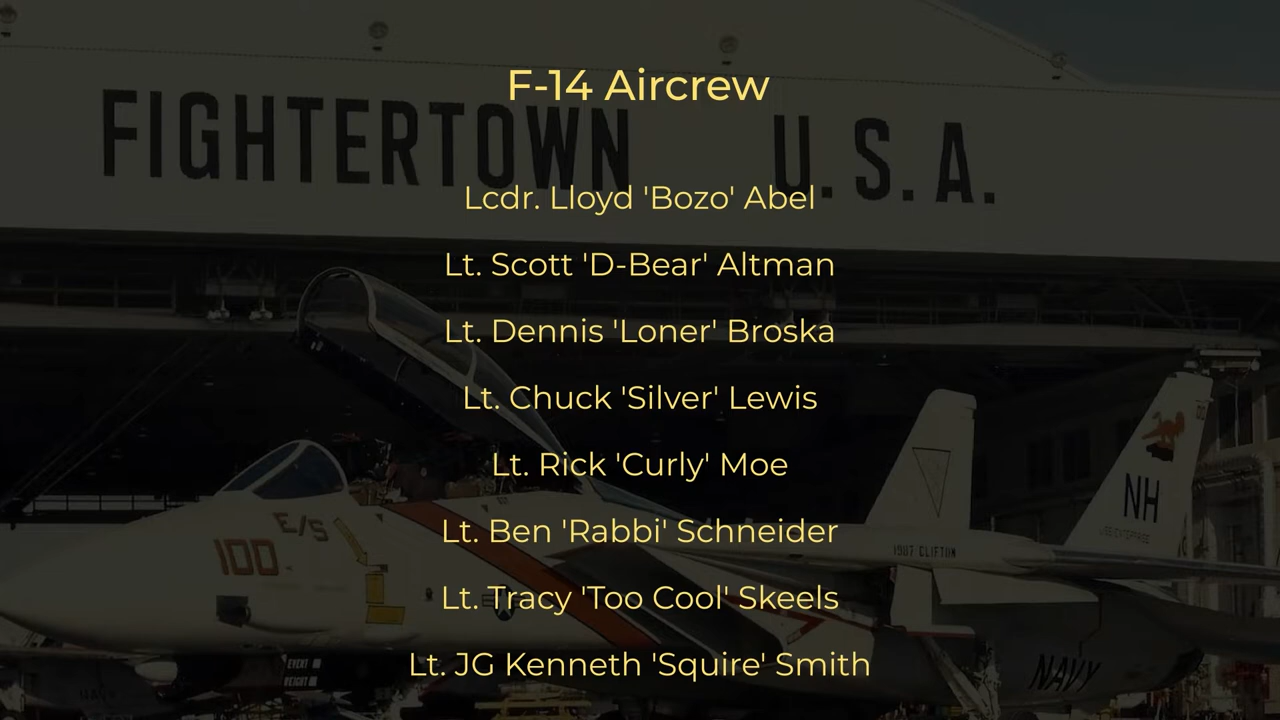 F-14 Aircrew
FIGHTERTOWN U.S.A.
Lcdr. Lloyd 'Bozo' Abel
Lt. Scott 'D-Bear' Altman
Lt. Dennis 'Loner' Broska
Lt. Chuck 'Silver' Lewis
Lt. Rick 'Curly' Moe
NH
Lt. Ben 'Rabbi' Schneider
E/S
100
Lt. Tracy 'Too Cool' Skeels
Lt. JG Kenneth 'Squire' Smith
NAVY